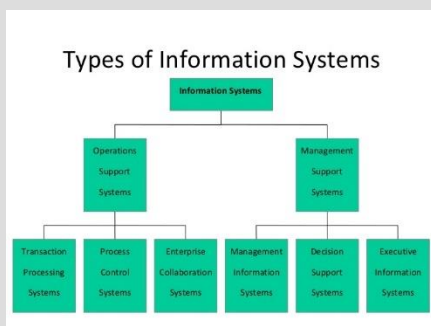 Types of Information Systems
Information Systems
Operations
Support
Systems
Management
Support
Systems
Transaction
Processing
Systems
Process
Control
Systems
Enterprise
Collaboration
Systems
Management
Information
Systems
Decision
Support
Systems
Executive
Information
Systems